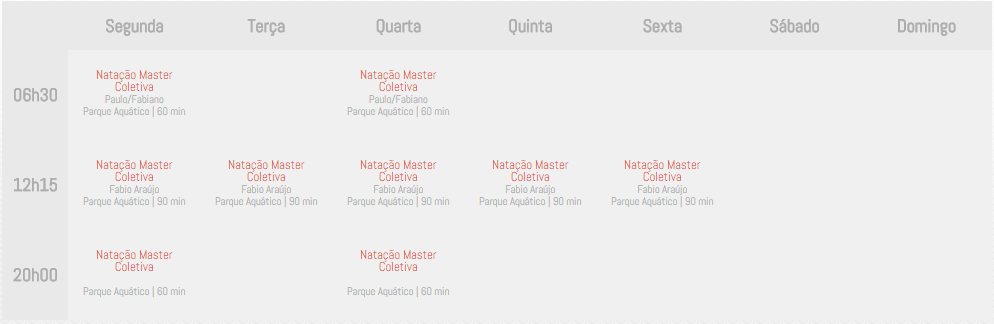 Segunda Terça Quarta Quinta Sexta Sábado Domingo
06h30
Natação Master
Coletiva
Paulo/Fabiano
Parque Aquático | 60 min
Natação Master
Coletiva
Paulo/Fabiano
Parque Aquático | 60 min
12h15
Natação Master
Coletiva
Fabio Araújo
Parque Aquático | 90 min
Natação Master
Coletiva
Fabio Araújo
Parque Aquático | 90 min
Natação Master
Coletiva
Fabio Araújo
Parque Aquático | 90 min
Natação Master
Coletiva
Fabio Araújo
Parque Aquático | 90 min
Natação Master
Coletiva
Fabio Araújo
Parque Aquático | 90 min
20h00
Natação Master
Coletiva
Parque Aquático | 60 min
Natação Master
Coletiva
Parque Aquático | 60 min